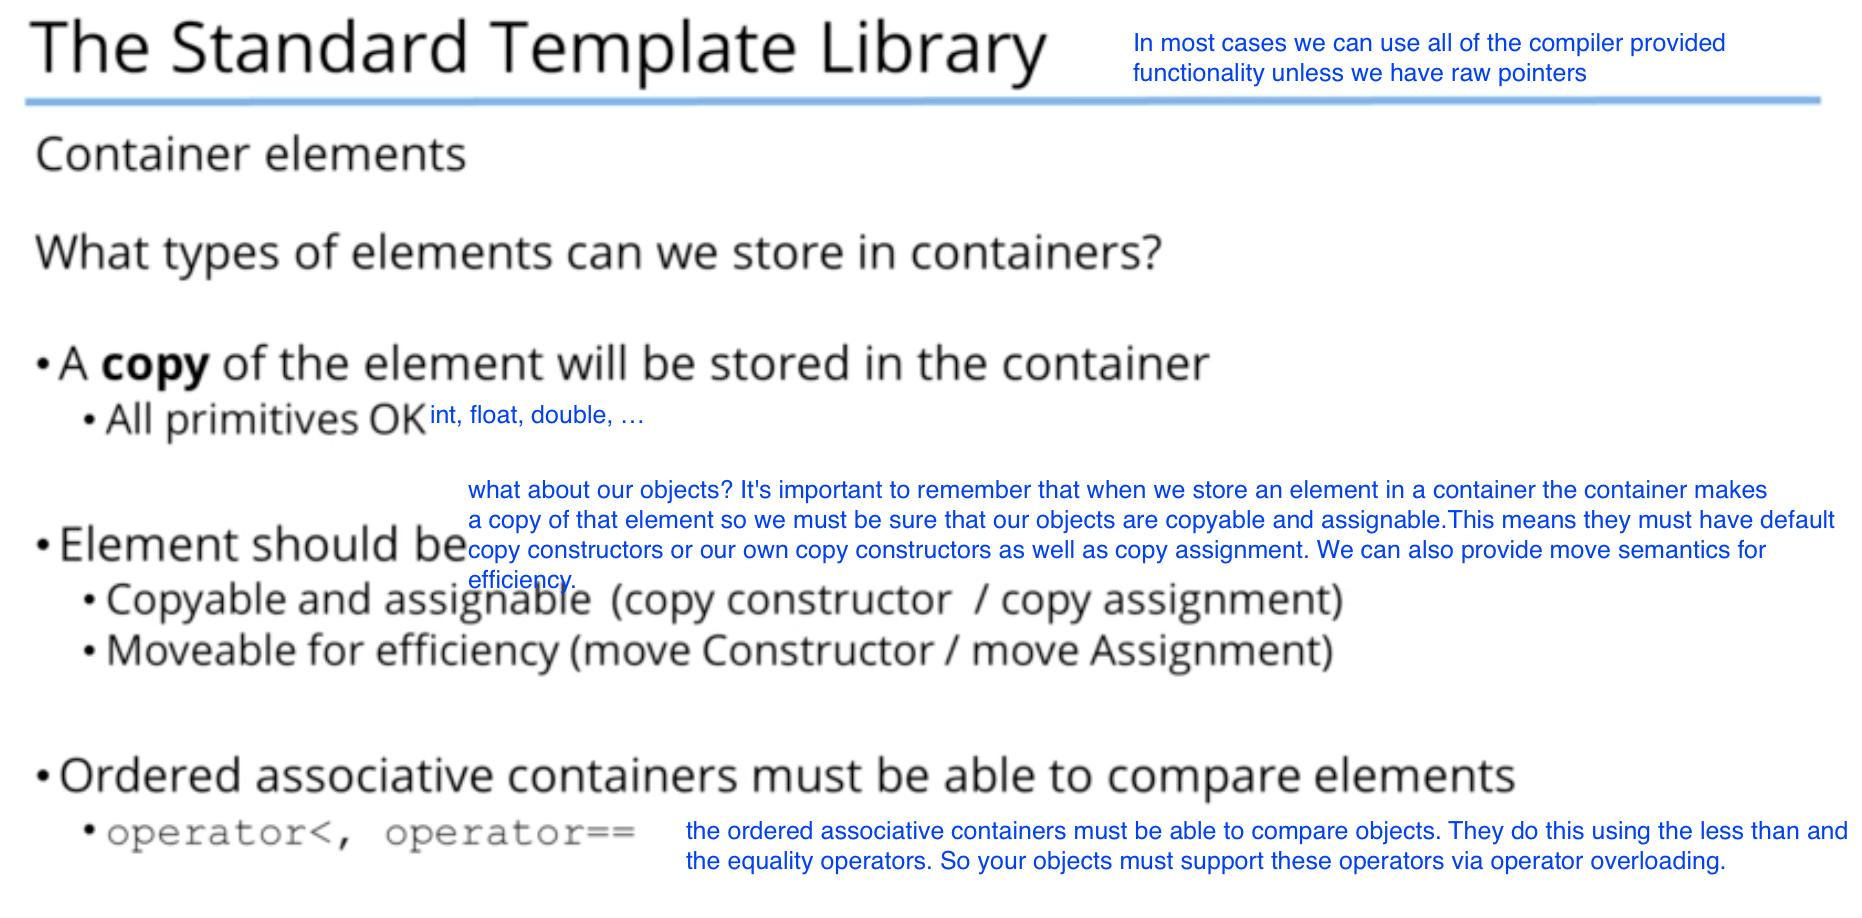 The Standard Template Library
In most cases we can use all of the compiler provided
functionality unless we have raw pointers
Container elements
What types of elements can we store in containers?
• A copy of the element will be stored in the container
• All primitives OK int, float, double, …
what about our objects? It's important to remember that when we store an element in a container the container makes
a copy of that element so we must be sure that our objects are copyable and assignable.This means they must have default
• Element should be
copy constructors or our own copy constructors as well as copy assignment. We can also provide move semantics for
efficiency.
• Copyable and assignable (copy constructor / copy assignment)
• Moveable for efficiency (move Constructor / move Assignment)
• Ordered associative containers must be able to compare elements
• operator<, operator==
the ordered associative containers must be able to compare objects. They do this using the less than and
the equality operators. So your objects must support these operators via operator overloading.